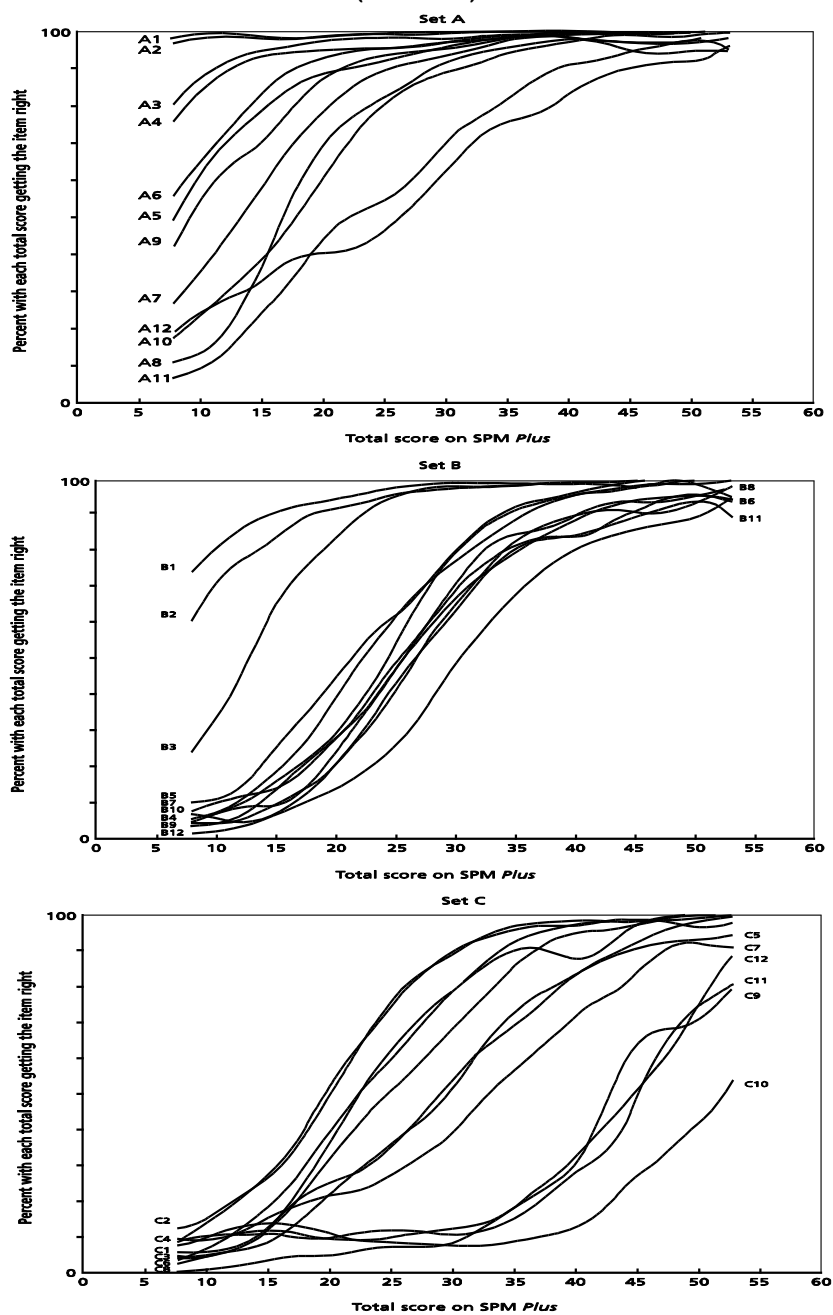 Set A
100
A1
A2
A3
A4
A6
A5
A9
A7
A12
A10
A8
A11
0
Percent with each total score getting the item right
0 5 10 15 20 25 30 35 40 45 50 55 60
Total score on SPM Plus
Set B
100
B8
B6
B11
B1
B2
B3
B5
B7
B10
B4
B9
B12
0
Percent with each total score getting the item right
0 5 10 15 20 25 30 35 40 45 50 55 60
Total score on SPM Plus
Set C
100
C5
C7
C12
C11
C9
C10
C2
C4
C1
0
Percent with each total score getting the item right
0 5 10 15 20 25 30 35 40 45 50 55 60
Total score on SPM Plus